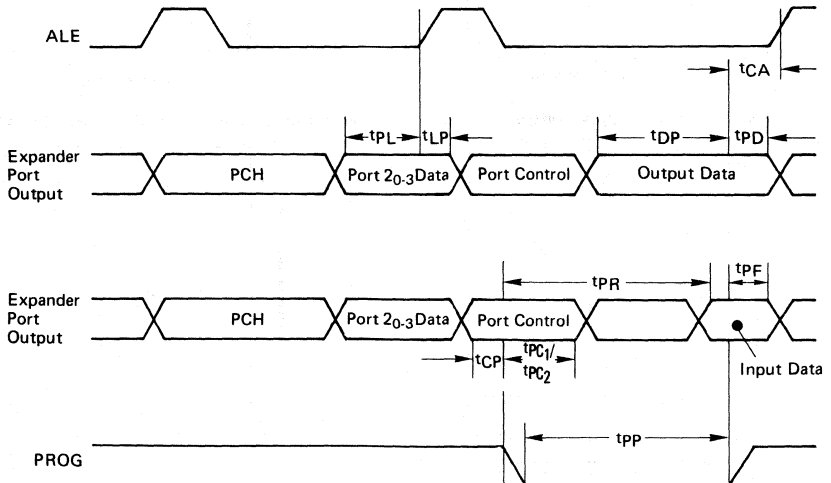 ALE
tCA
tPL tLP tDP tPD
Expander
Port
Output
PCH Port 2₀₋₃Data Port Control Output Data
tPR tPF
Expander
Port
Output
PCH Port 2₀₋₃Data Port Control
tCP tPC₁/
tPC₂
Input Data
tPP
PROG